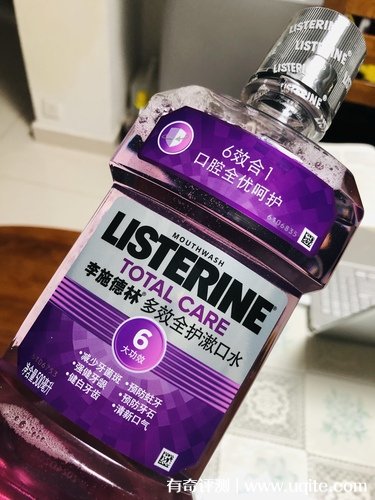 LISTERINE
LISTERINE
LISTERINE
6效合1
口腔全优呵护
6306835
MOUTHWASH
LISTERINE®
TOTAL CARE
李施德林 多效全护漱口水
6
大功效
·减少牙菌斑 ·预防蛀牙
·强健牙龈 ·预防牙石
·健白牙齿 ·清新口气
有奇评测 | www.uqite.com